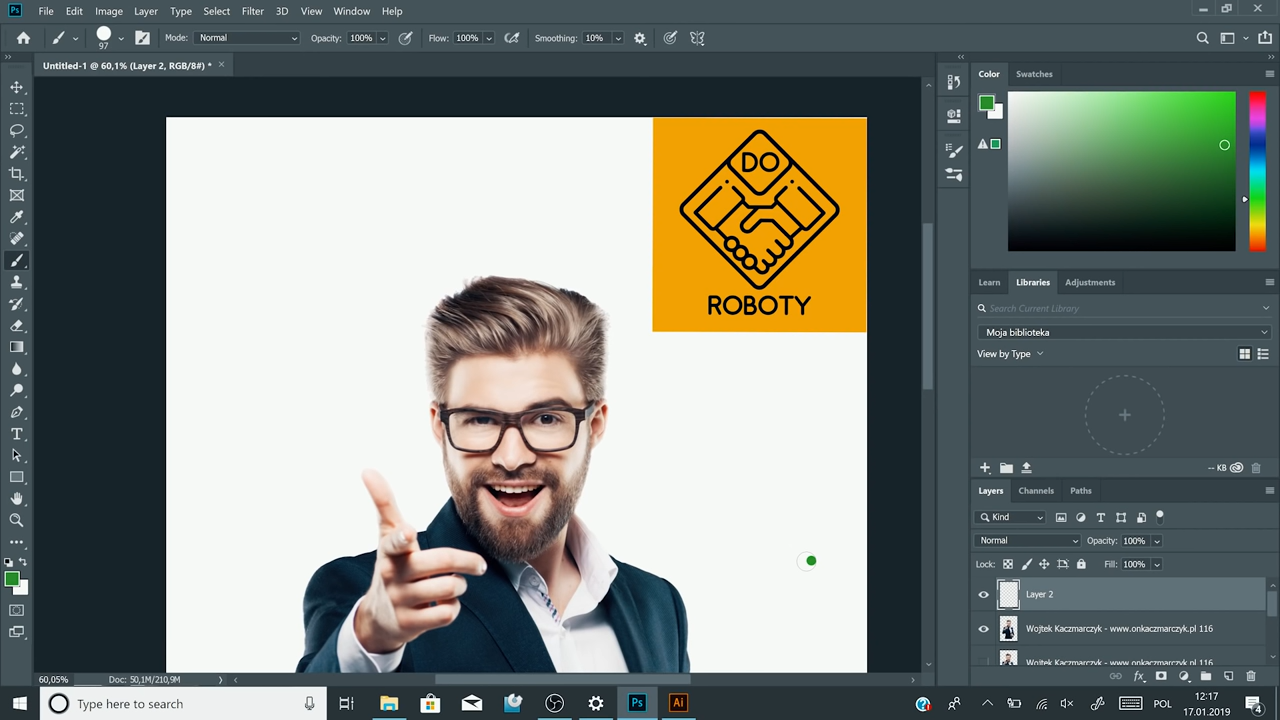 Ps File Edit Image Layer Type Select Filter 3D View Window Help
97 Mode: Normal Opacity: 100% Flow: 100% Smoothing: 10%
Untitled-1 @ 60,1% (Layer 2, RGB/8#) *
Color Swatches
DO
ROBOTY
Learn Libraries Adjustments
Search Current Library
Moja biblioteka
View by Type
-- KB
Layers Channels Paths
Kind
Normal Opacity: 100%
Lock: Fill: 100%
Layer 2
Wojtek Kaczmarczyk - www.onkaczmarczyk.pl 116
Wojtek Kaczmarczyk - www.onkaczmarczyk.pl 116
60,05% Doc: 50,1M/210,9M
Type here to search
Ps Ai
POL
12:17
17.01.2019
4